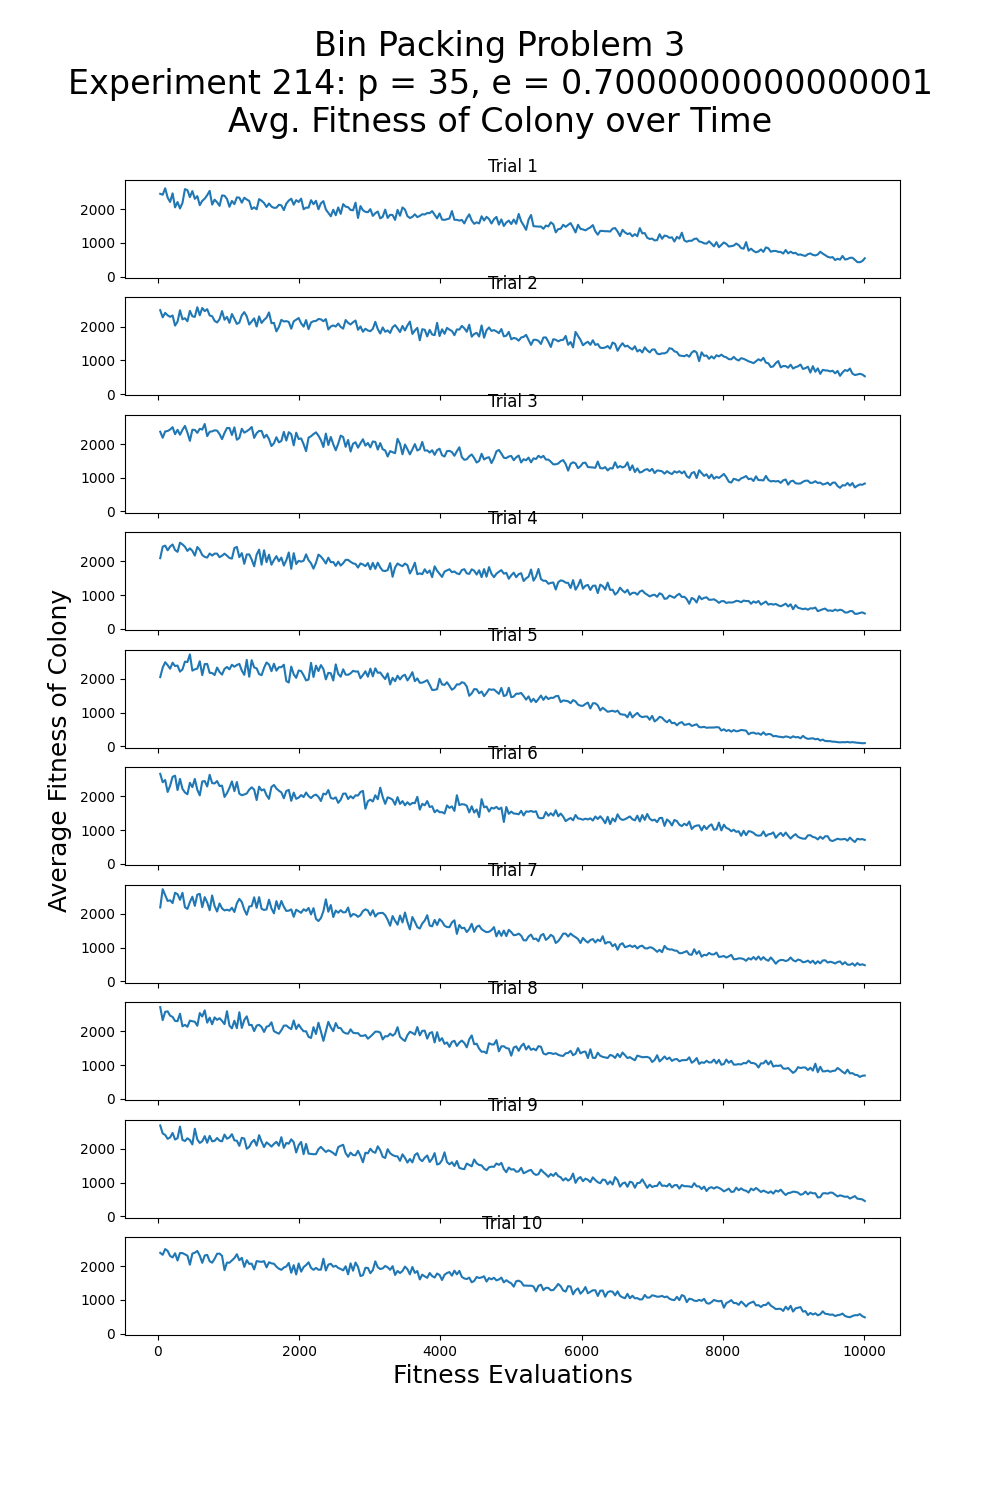 Bin Packing Problem 3
Experiment 214: p = 35, e = 0.7000000000000001
Avg. Fitness of Colony over Time
Trial 1
2000
1000
0
Trial 2
2000
1000
0
Trial 3
2000
1000
0
Trial 4
2000
1000
0
Trial 5
2000
1000
0
Trial 6
2000
1000
0
Trial 7
2000
1000
0
Trial 8
2000
1000
0
Trial 9
2000
1000
0
Trial 10
2000
1000
0
0 2000 4000 6000 8000 10000
Fitness Evaluations
Average Fitness of Colony